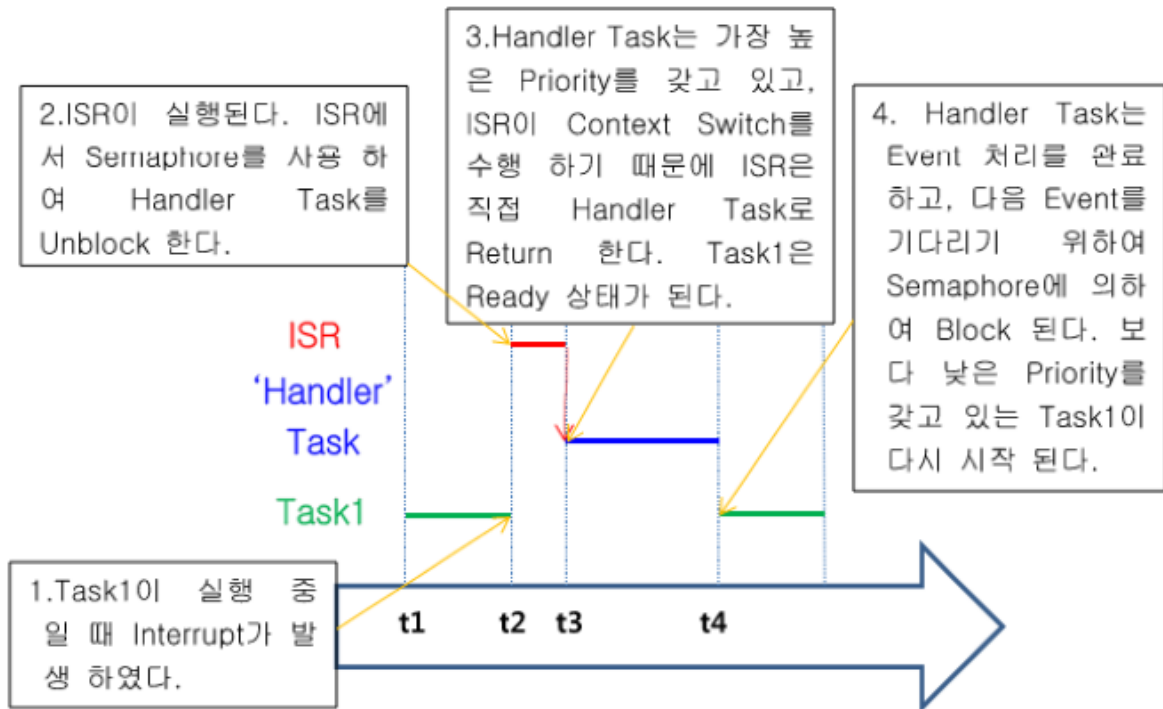 3.Handler Task는 가장 높
은 Priority를 갖고 있고,
ISR이 Context Switch를
수행 하기 때문에 ISR은
직접 Handler Task로
Return 한다. Task1은
Ready 상태가 된다.
2.ISR이 실행된다. ISR에
서 Semaphore를 사용 하
여 Handler Task를
Unblock 한다.
4. Handler Task는
Event 처리를 완료
하고, 다음 Event를
기다리기 위하여
Semaphore에 의하
여 Block 된다. 보
다 낮은 Priority를
갖고 있는 Task1이
다시 시작 된다.
ISR
‘Handler’
Task
Task1
1.Task1이 실행 중
일 때 Interrupt가 발
생 하였다.
t1 t2 t3 t4